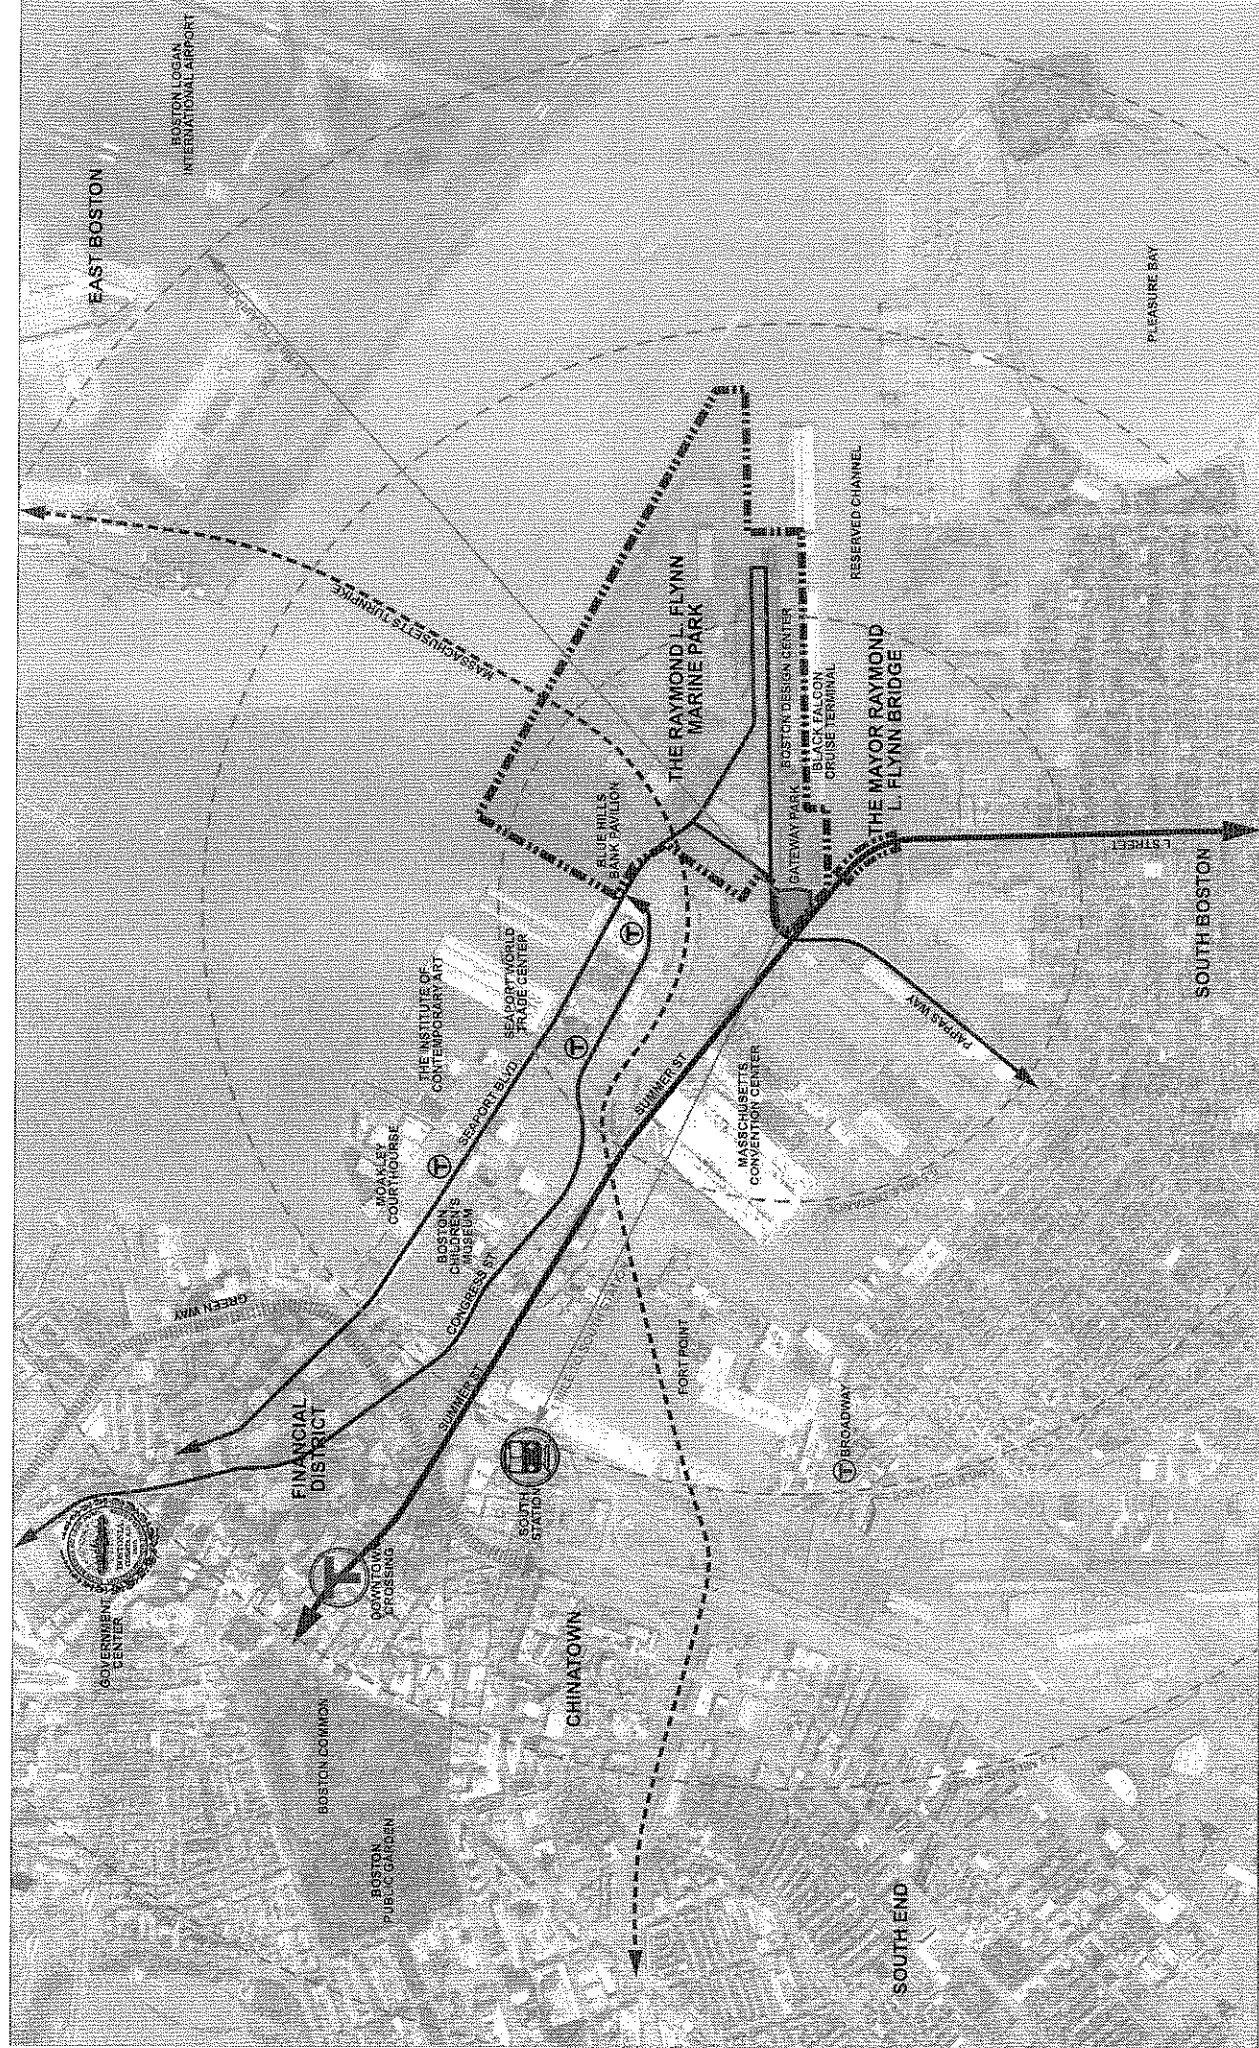 EAST BOSTON
BOSTON LOGAN
INTERNATIONAL AIRPORT
GOVERNMENT
CENTER
GREEN WAY
MASSACHUSETTS TURNPIKE
FINANCIAL
DISTRICT
MOAKLEY
COURTHOURSE
THE INSTITUTE OF
CONTEMPORARY ART
BOSTON COMMON
DOWNTOWN
CROSSING
BOSTON
CHILDREN'S
MUSEUM
SEAPORT BLVD.
SEAPORT WORLD
TRADE CENTER
BOSTON
PUBLIC GARDEN
CONGRESS ST
SUMMER ST
BLUE HILLS
BANK PAVILION
SOUTH
STATION
T
T
T
CHINATOWN
SUMMER ST
THE RAYMOND L. FLYNN
MARINE PARK
FORT POINT
MASSCHUSETTS
CONVENTION CENTER
GATEWAY PARK
BOSTON DESIGN CENTER
BLACK FALCON
CRUISE TERMINAL
T BROADWAY
RESERVED CHANNEL
THE MAYOR RAYMOND
L. FLYNN BRIDGE
PAPPAS WAY
SOUTH END
L STREET
PLEASURE BAY
SOUTH BOSTON